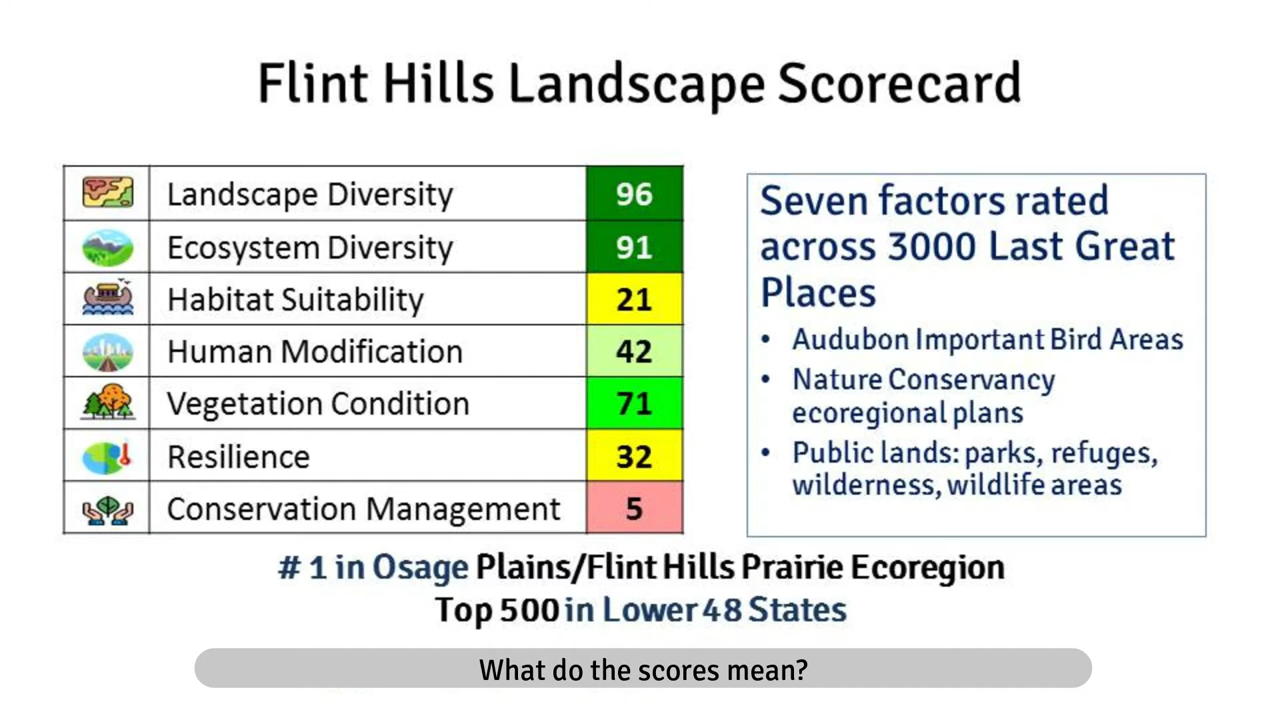 Flint Hills Landscape Scorecard
Landscape Diversity 96
Ecosystem Diversity 91
Habitat Suitability 21
Human Modification 42
Vegetation Condition 71
Resilience 32
Conservation Management 5
Seven factors rated
across 3000 Last Great
Places
• Audubon Important Bird Areas
• Nature Conservancy
ecoregional plans
• Public lands: parks, refuges,
wilderness, wildlife areas
# 1 in Osage Plains/Flint Hills Prairie Ecoregion
Top 500 in Lower 48 States
What do the scores mean?